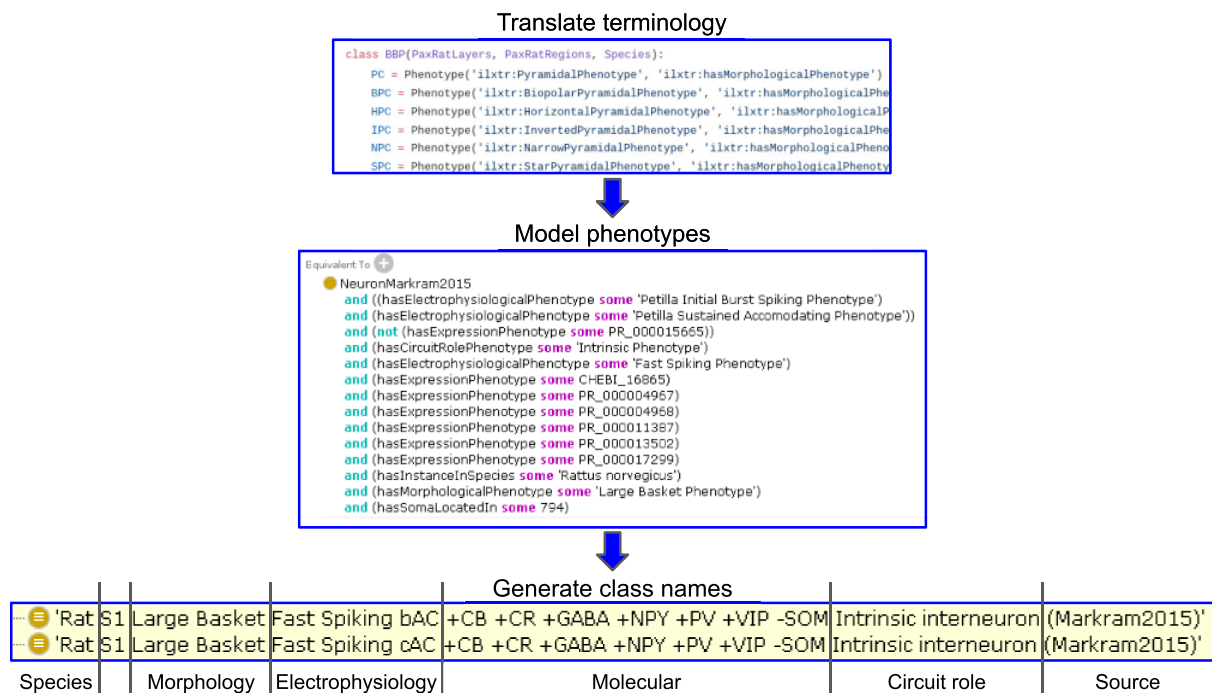 Translate terminology
class BBP(PaxRatLayers, PaxRatRegions, Species):
PC = Phenotype('ilxtr:PyramidalPhenotype', 'ilxtr:hasMorphologicalPhenotype')
BPC = Phenotype('ilxtr:BiopolarPyramidalPhenotype', 'ilxtr:hasMorphologicalPhe
HPC = Phenotype('ilxtr:HorizontalPyramidalPhenotype', 'ilxtr:hasMorphologicalP
IPC = Phenotype('ilxtr:InvertedPyramidalPhenotype', 'ilxtr:hasMorphologicalPhe
NPC = Phenotype('ilxtr:NarrowPyramidalPhenotype', 'ilxtr:hasMorphologicalPheno
SPC = Phenotype('ilxtr:StarPyramidalPhenotype', 'ilxtr:hasMorphologicalPhenoty
Model phenotypes
Equivalent To
NeuronMarkram2015
and ((hasElectrophysiologicalPhenotype some 'Petilla Initial Burst Spiking Phenotype')
and (hasElectrophysiologicalPhenotype some 'Petilla Sustained Accomodating Phenotype'))
and (not (hasExpressionPhenotype some PR_000015665))
and (hasCircuitRolePhenotype some 'Intrinsic Phenotype')
and (hasElectrophysiologicalPhenotype some 'Fast Spiking Phenotype')
and (hasExpressionPhenotype some CHEBI_16865)
and (hasExpressionPhenotype some PR_000004967)
and (hasExpressionPhenotype some PR_000004968)
and (hasExpressionPhenotype some PR_000011387)
and (hasExpressionPhenotype some PR_000013502)
and (hasExpressionPhenotype some PR_000017299)
and (hasInstanceInSpecies some 'Rattus norvegicus')
and (hasMorphologicalPhenotype some 'Large Basket Phenotype')
and (hasSomaLocatedIn some 794)
Generate class names
'Rat S1 Large Basket Fast Spiking bAC +CB +CR +GABA +NPY +PV +VIP -SOM Intrinsic interneuron (Markram2015)'
'Rat S1 Large Basket Fast Spiking cAC +CB +CR +GABA +NPY +PV +VIP -SOM Intrinsic interneuron (Markram2015)'
Species Morphology Electrophysiology Molecular Circuit role Source